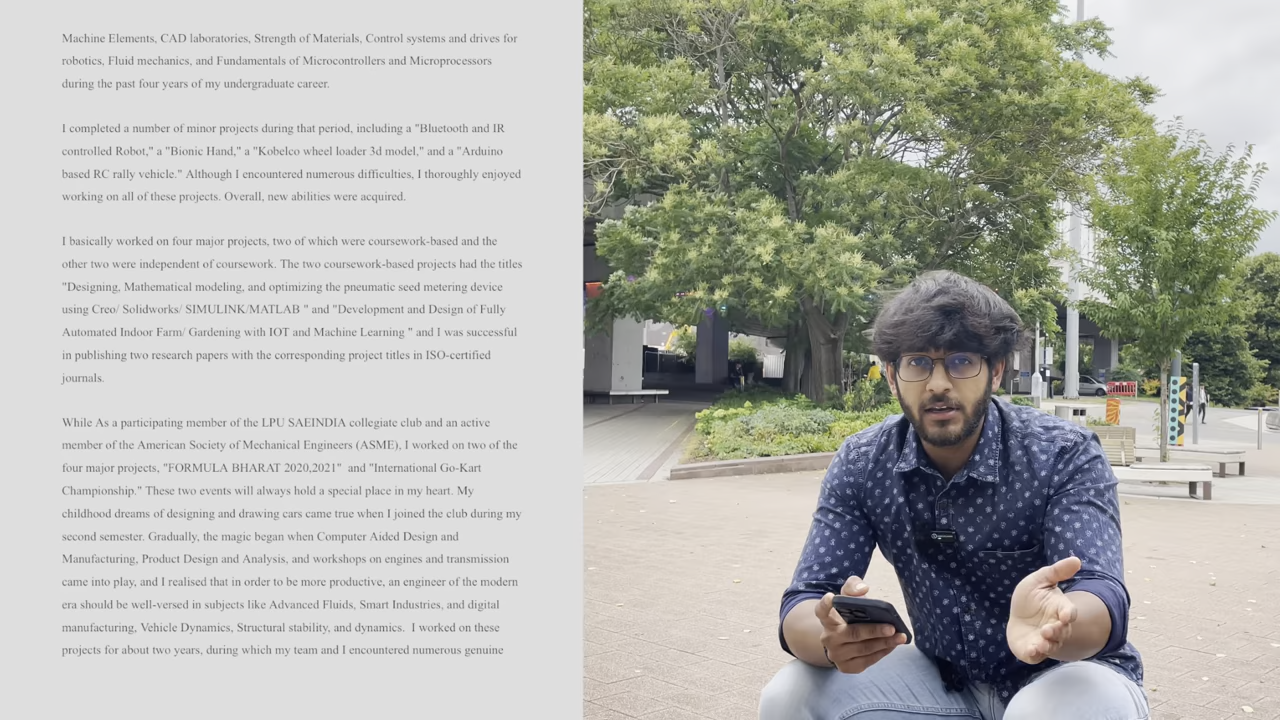 Machine Elements, CAD laboratories, Strength of Materials, Control systems and drives for
robotics, Fluid mechanics, and Fundamentals of Microcontrollers and Microprocessors
during the past four years of my undergraduate career.
I completed a number of minor projects during that period, including a "Bluetooth and IR
controlled Robot," a "Bionic Hand," a "Kobelco wheel loader 3d model," and a "Arduino
based RC rally vehicle." Although I encountered numerous difficulties, I thoroughly enjoyed
working on all of these projects. Overall, new abilities were acquired.
I basically worked on four major projects, two of which were coursework-based and the
other two were independent of coursework. The two coursework-based projects had the titles
"Designing, Mathematical modeling, and optimizing the pneumatic seed metering device
using Creo/ Solidworks/ SIMULINK/MATLAB " and "Development and Design of Fully
Automated Indoor Farm/ Gardening with IOT and Machine Learning " and I was successful
in publishing two research papers with the corresponding project titles in ISO-certified
journals.
While As a participating member of the LPU SAEINDIA collegiate club and an active
member of the American Society of Mechanical Engineers (ASME), I worked on two of the
four major projects, "FORMULA BHARAT 2020,2021" and "International Go-Kart
Championship." These two events will always hold a special place in my heart. My
childhood dreams of designing and drawing cars came true when I joined the club during my
second semester. Gradually, the magic began when Computer Aided Design and
Manufacturing, Product Design and Analysis, and workshops on engines and transmission
came into play, and I realised that in order to be more productive, an engineer of the modern
era should be well-versed in subjects like Advanced Fluids, Smart Industries, and digital
manufacturing, Vehicle Dynamics, Structural stability, and dynamics. I worked on these
projects for about two years, during which my team and I encountered numerous genuine